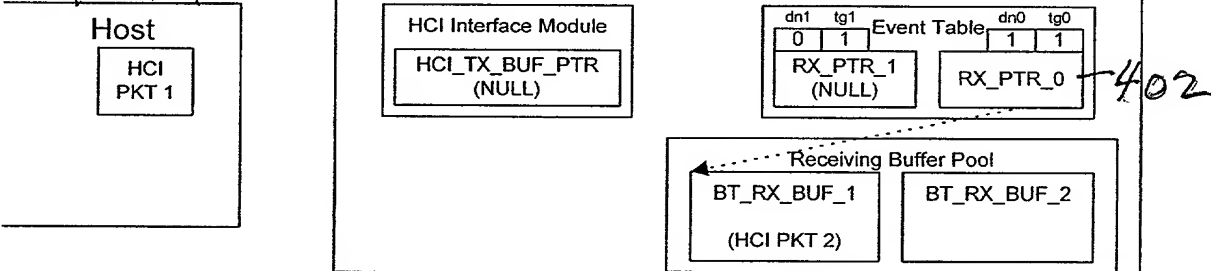 Host
HCI
PKT 1
HCI Interface Module
HCI_TX_BUF_PTR
(NULL)
dn1 tg1 Event Table dn0 tg0
0 1 1 1
RX_PTR_1
(NULL)
RX_PTR_0
402
Receiving Buffer Pool
BT_RX_BUF_1
(HCI PKT 2)
BT_RX_BUF_2